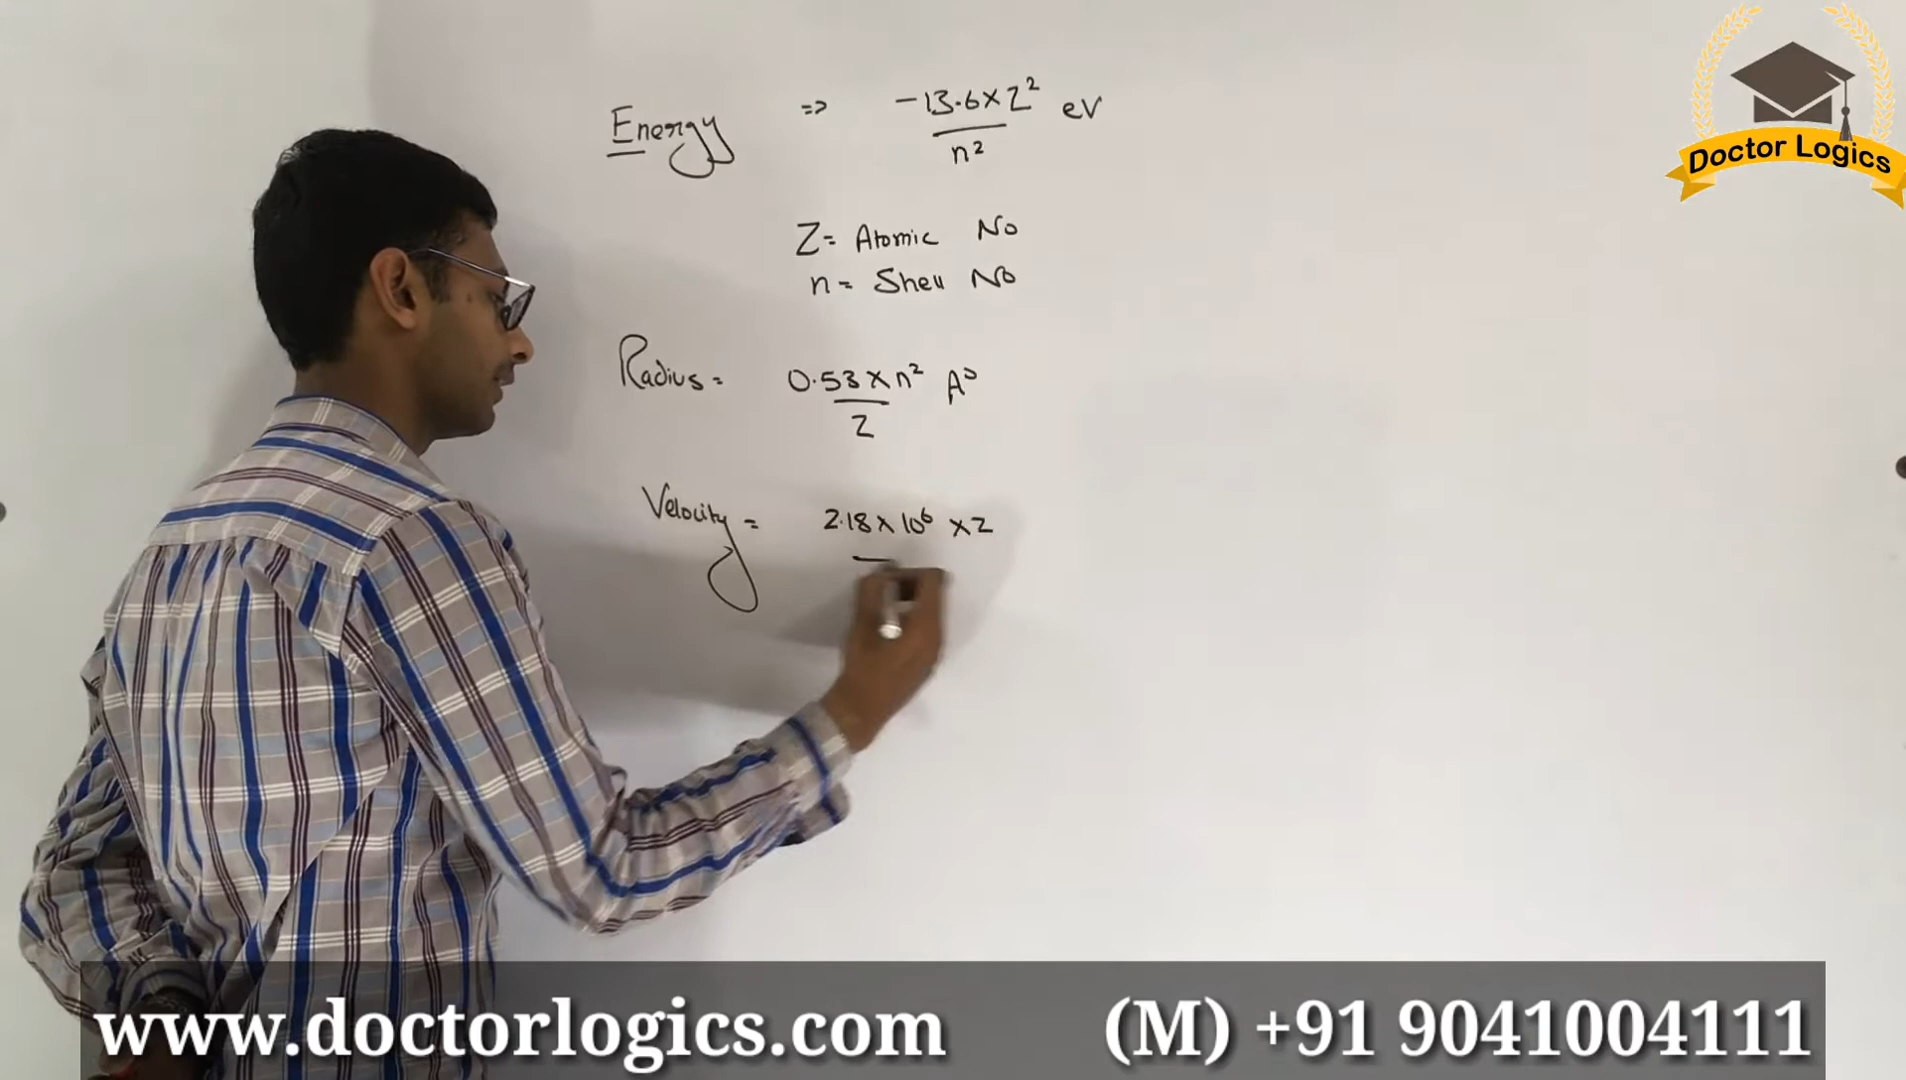 Doctor Logics
Energy => -13.6 x Z² eV
n²
Z = Atomic No
n = Shell No
Radius = 0.53 x n² A°
Z
Velocity = 2.18 x 10⁶ x Z
www.doctorlogics.com (M) +91 9041004111